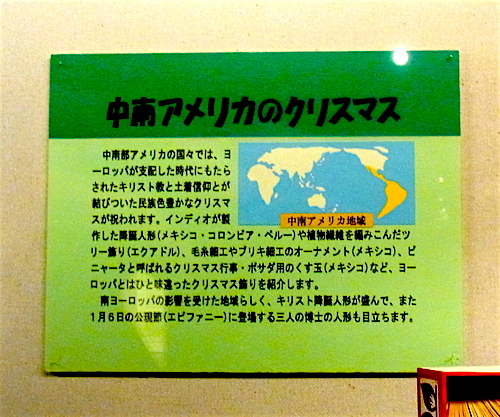 中南アメリカのクリスマス
中南部アメリカの国々では、ヨ
ーロッパが支配した時代にもたら
されたキリスト教と土着信仰とが
結びついた民族色豊かなクリスマ
スが祝われます。インディオが製
中南アメリカ地域
作した降誕人形(メキシコ・コロンビア・ペルー)や植物繊維を編みこんだツ
リー飾り(エクアドル)、毛糸細工やブリキ細工のオーナメント(メキシコ)、ピ
ニャータと呼ばれるクリスマス行事・ポサダ用のくす玉(メキシコ)など、ヨー
ロッパとはひと味違ったクリスマス飾りを紹介します。
南ヨーロッパの影響を受けた地域らしく、キリスト降誕人形が盛んで、また
1月6日の公現節(エピファニー)に登場する三人の博士の人形も目立ちます。